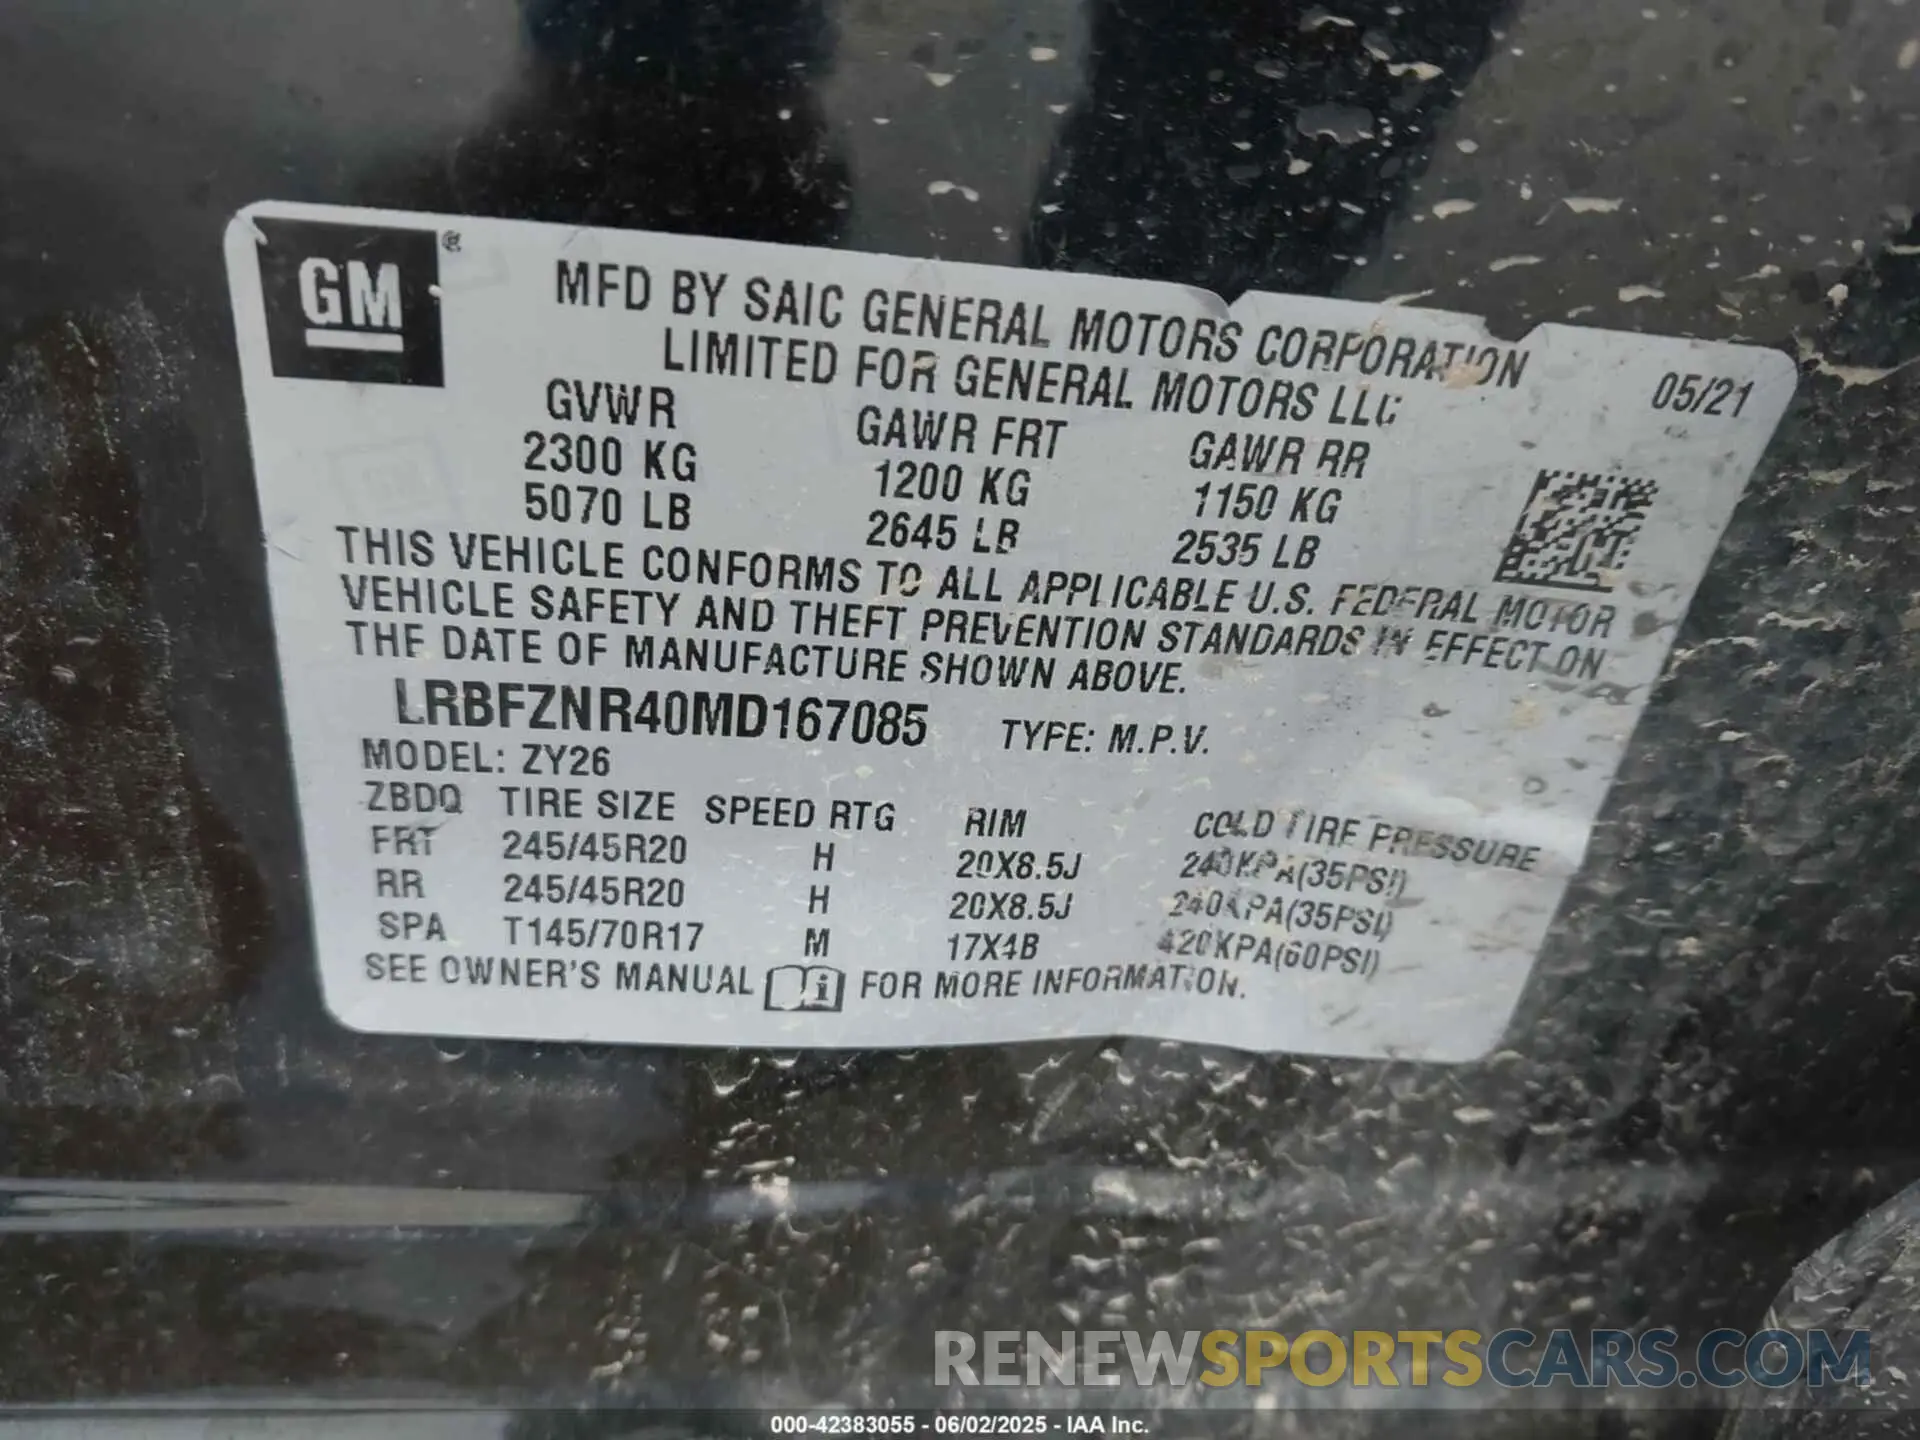 GM ®
MFD BY SAIC GENERAL MOTORS CORPORATION
LIMITED FOR GENERAL MOTORS LLC
05/21
GVWR GAWR FRT GAWR RR
2300 KG 1200 KG 1150 KG
5070 LB 2645 LB 2535 LB
THIS VEHICLE CONFORMS TO ALL APPLICABLE U.S. FEDERAL MOTOR
VEHICLE SAFETY AND THEFT PREVENTION STANDARDS IN EFFECT ON
THE DATE OF MANUFACTURE SHOWN ABOVE.
LRBFZNR40MD167085 TYPE: M.P.V.
MODEL: ZY26
ZBDQ TIRE SIZE SPEED RTG RIM COLD TIRE PRESSURE
FRT 245/45R20 H 20X8.5J 240KPA(35PSI)
RR 245/45R20 H 20X8.5J 240KPA(35PSI)
SPA T145/70R17 M 17X4B 420KPA(60PSI)
SEE OWNER'S MANUAL i FOR MORE INFORMATION.
RENEWSPORTSCARS.COM
000-42383055 - 06/02/2025 - IAA Inc.